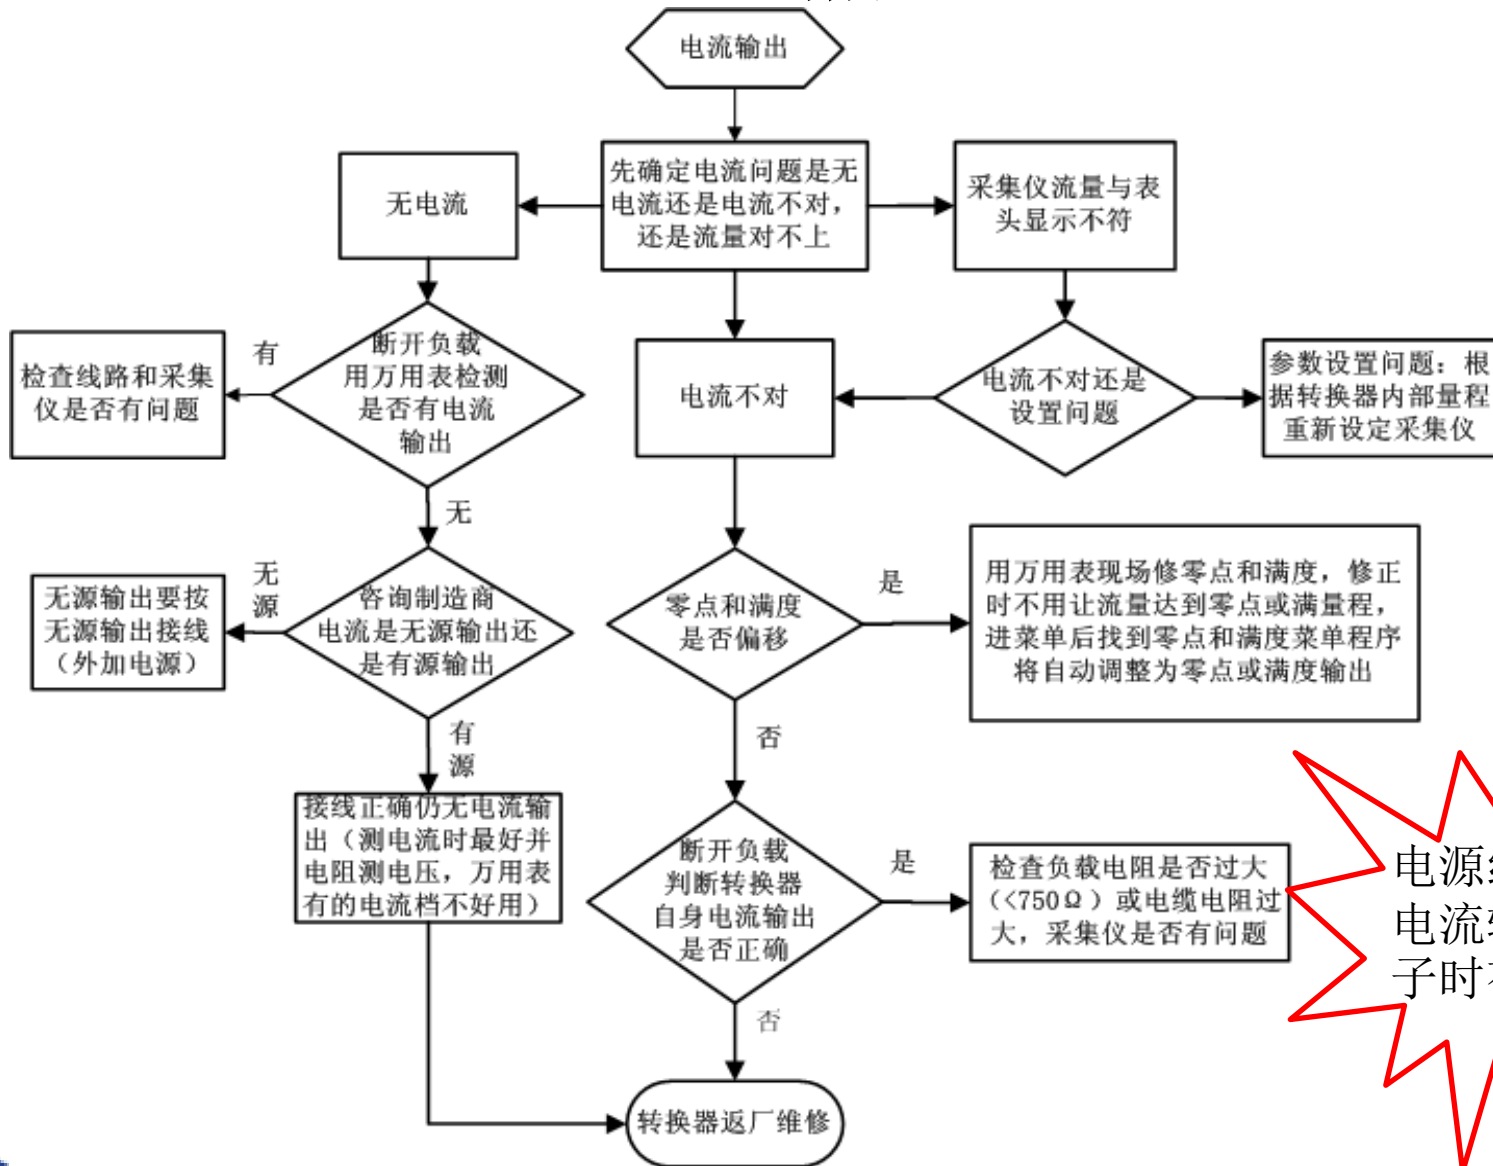 电流输出
先确定电流问题是无
电流还是电流不对，
还是流量对不上
无电流
采集仪流量与表
头显示不符
断开负载
用万用表检测
是否有电流
输出
有
检查线路和采集
仪是否有问题
电流不对
电流不对还是
设置问题
参数设置问题：根
据转换器内部量程
重新设定采集仪
无
咨询制造商
电流是无源输出还
是有源输出
无
源
无源输出要按
无源输出接线
（外加电源）
零点和满度
是否偏移
是
用万用表现场修零点和满度，修正
时不用让流量达到零点或满量程，
进菜单后找到零点和满度菜单程序
将自动调整为零点或满度输出
有
源
否
接线正确仍无电流输
出（测电流时最好并
电阻测电压，万用表
有的电流档不好用）
断开负载
判断转换器
自身电流输出
是否正确
是
检查负载电阻是否过大
（<750Ω）或电缆电阻过
大，采集仪是否有问题
电源
电流
子时
否
转换器返厂维修